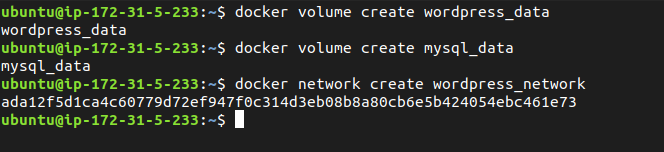 ubuntu@ip-172-31-5-233:~$ docker volume create wordpress_data
wordpress_data
ubuntu@ip-172-31-5-233:~$ docker volume create mysql_data
mysql_data
ubuntu@ip-172-31-5-233:~$ docker network create wordpress_network
ada12f5d1ca4c60779d72ef947f0c314d3eb08b8a80cb6e5b424054ebc461e73
ubuntu@ip-172-31-5-233:~$